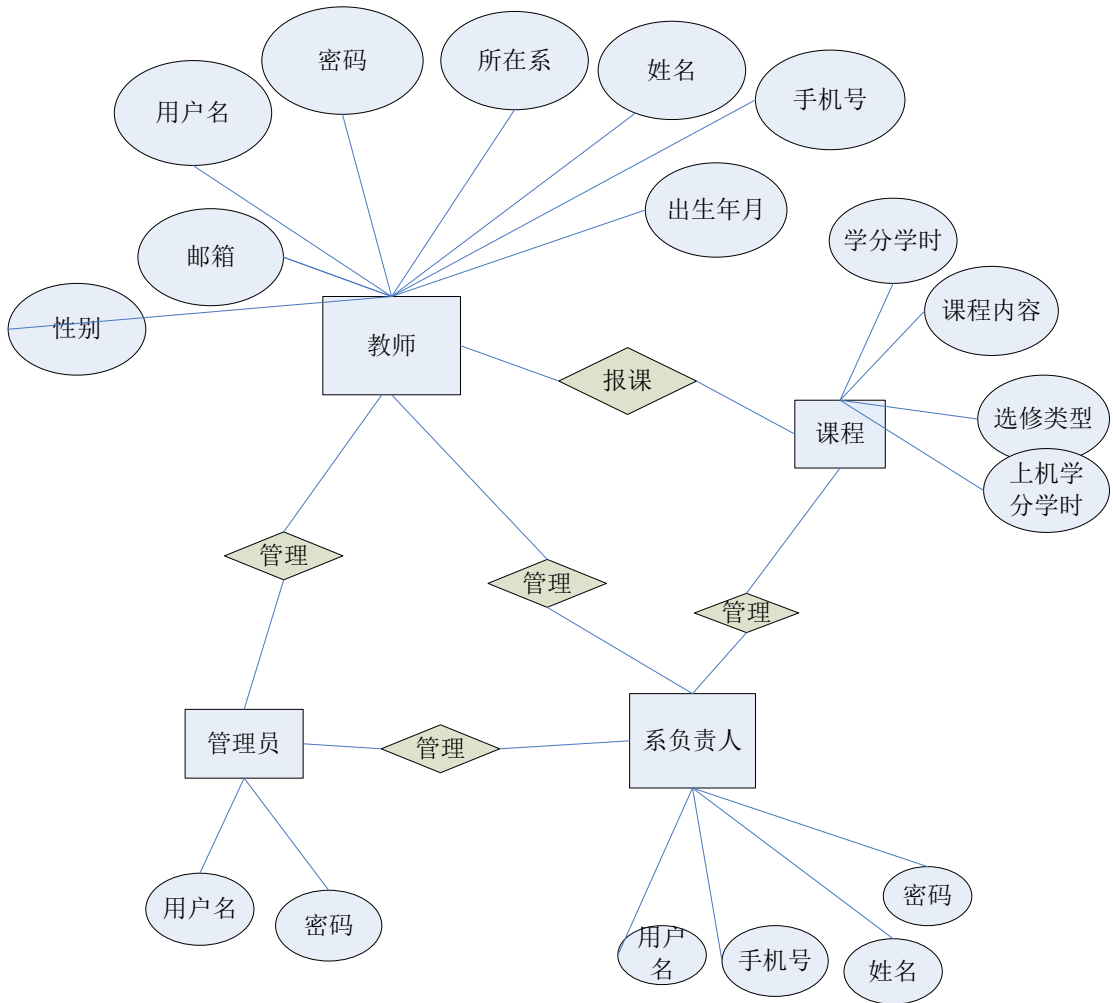 密码
所在系
姓名
手机号
用户名
出生年月
学分学时
邮箱
课程内容
性别
教师
报课
选修类型
课程
上机学
分学时
管理
管理
管理
管理员
管理
系负责人
用户名
密码
用户
名
手机号
姓名
密码